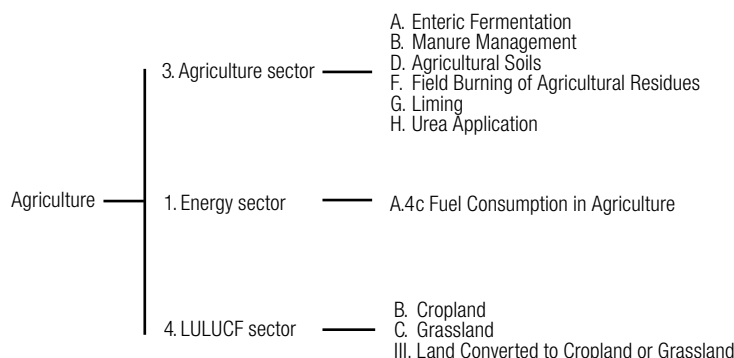 A. Enteric Fermentation
B. Manure Management
3. Agriculture sector
D. Agricultural Soils
F. Field Burning of Agricultural Residues
G. Liming
H. Urea Application
Agriculture
1. Energy sector
A.4c Fuel Consumption in Agriculture
4. LULUCF sector
B. Cropland
C. Grassland
III. Land Converted to Cropland or Grassland